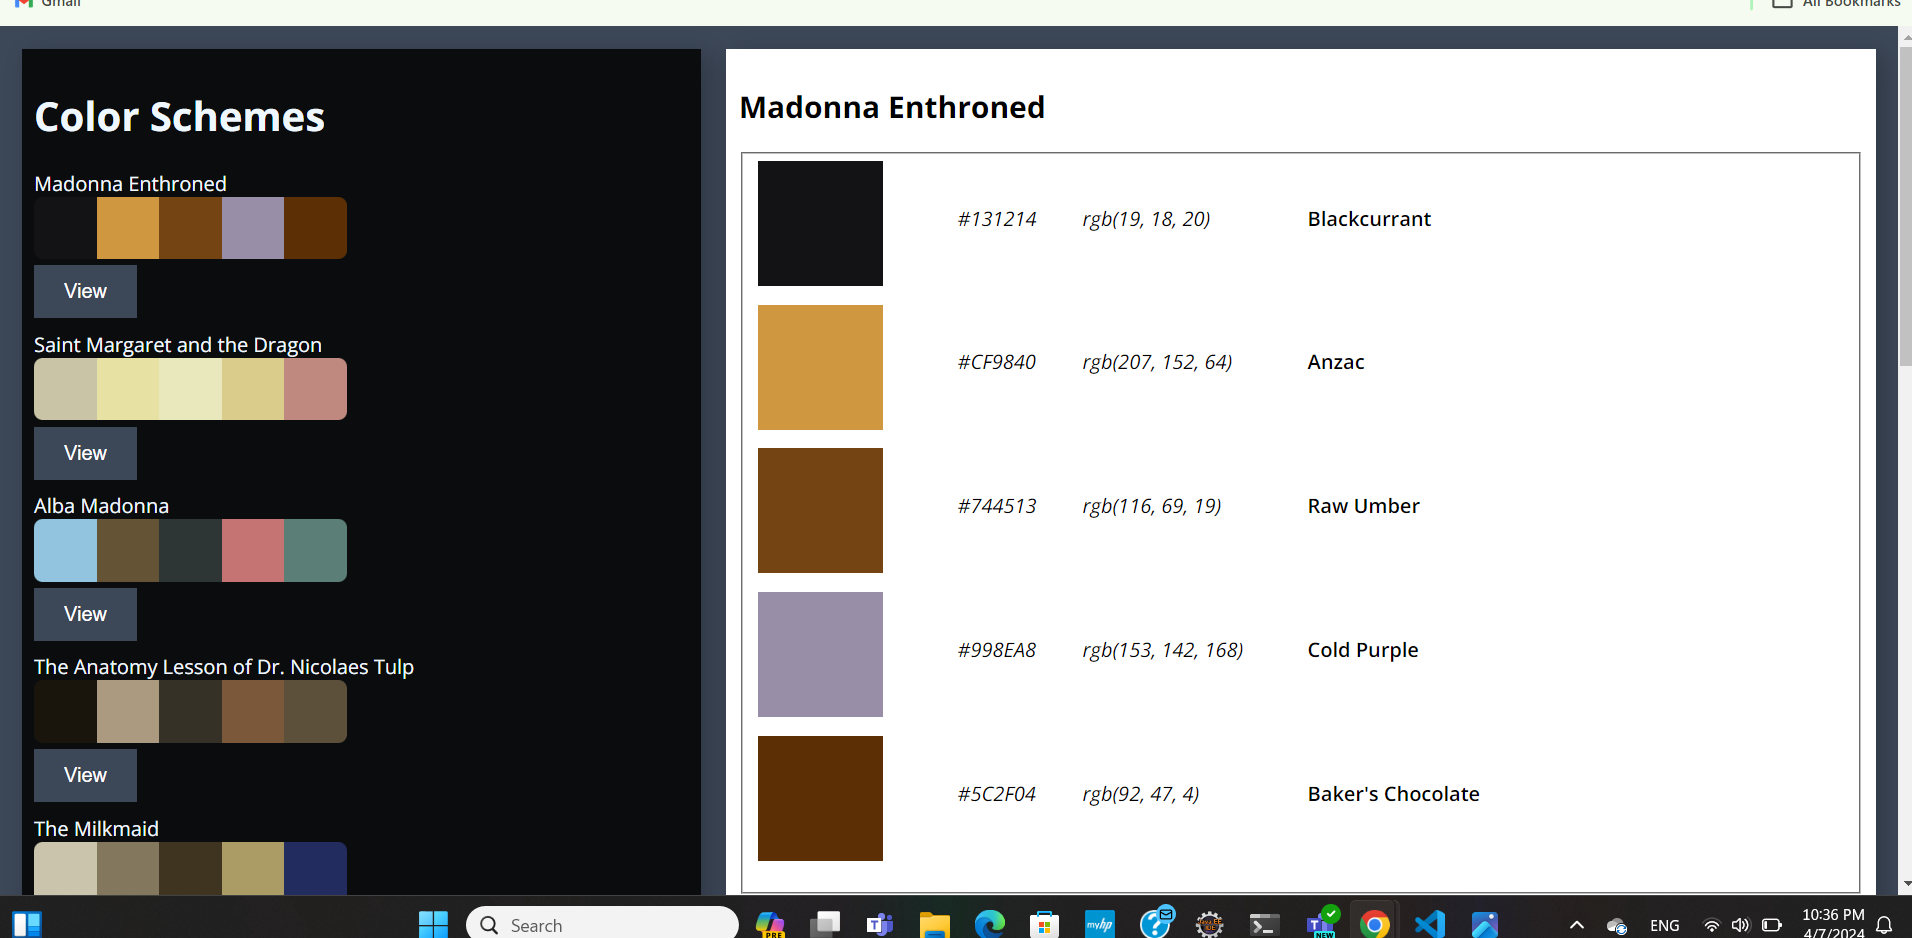 Gmail
All Bookmarks
Color Schemes
Madonna Enthroned
View
Saint Margaret and the Dragon
View
Alba Madonna
View
The Anatomy Lesson of Dr. Nicolaes Tulp
View
The Milkmaid
Madonna Enthroned
#131214 rgb(19, 18, 20) Blackcurrant
#CF9840 rgb(207, 152, 64) Anzac
#744513 rgb(116, 69, 19) Raw Umber
#998EA8 rgb(153, 142, 168) Cold Purple
#5C2F04 rgb(92, 47, 4) Baker's Chocolate
Search
PRE
myhp
NEW
ENG
10:36 PM
4/7/2024